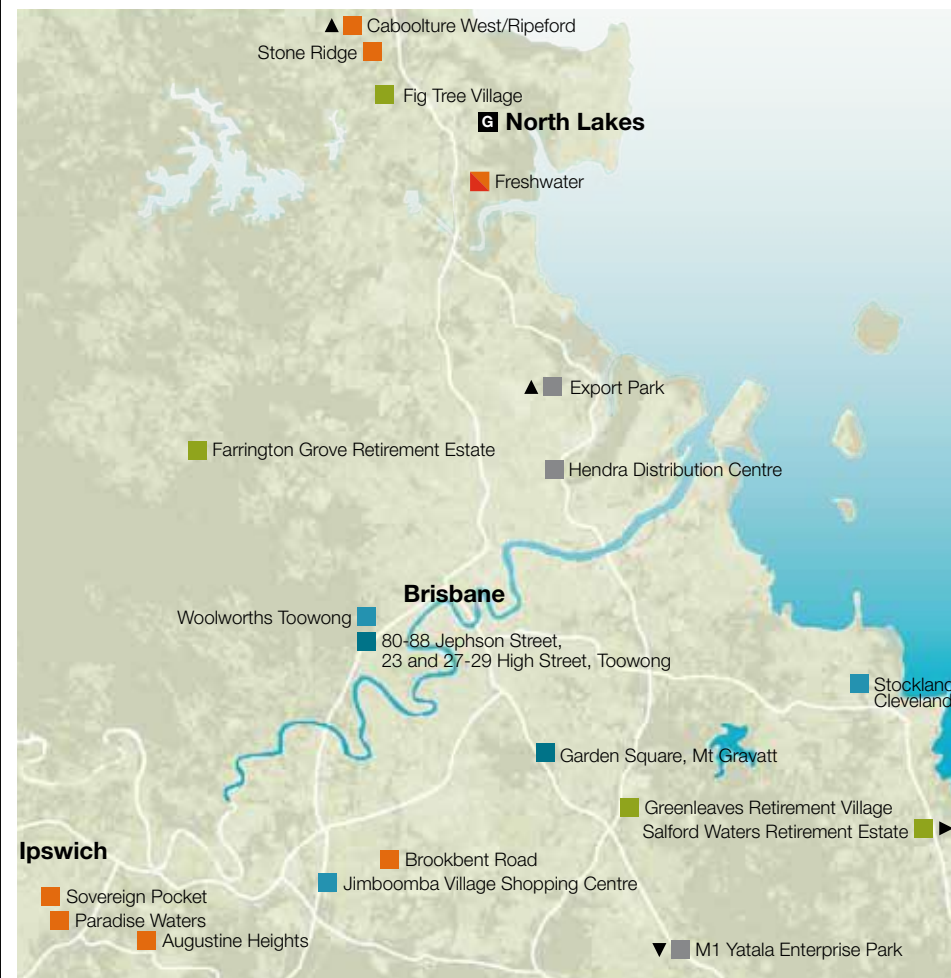 Caboolture West/Ripeford
Stone Ridge
Fig Tree Village
G North Lakes
Freshwater
Export Park
Farrington Grove Retirement Estate
Hendra Distribution Centre
Brisbane
Woolworths Toowong
80-88 Jephson Street,
23 and 27-29 High Street, Toowong
Stockland
Cleveland
Garden Square, Mt Gravatt
Greenleaves Retirement Village
Salford Waters Retirement Estate
Ipswich
Brookbent Road
Jimboomba Village Shopping Centre
Sovereign Pocket
Paradise Waters
Augustine Heights
M1 Yatala Enterprise Park